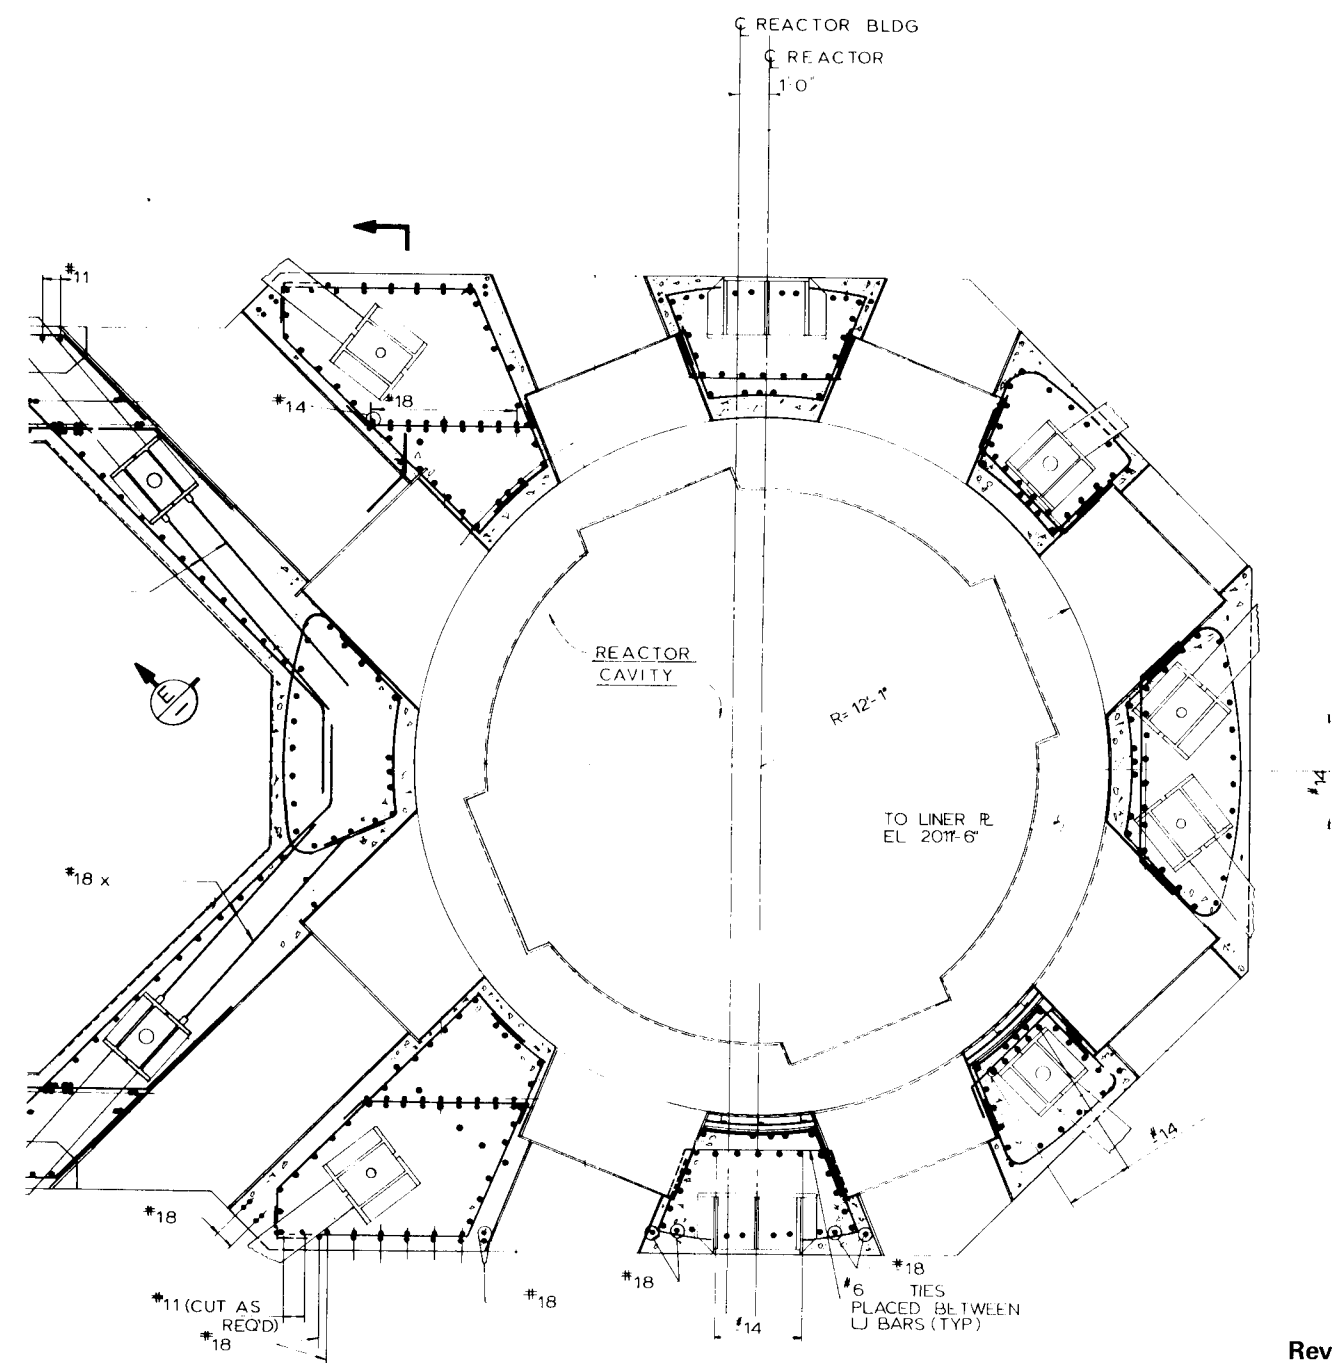 ℄ REACTOR BLDG
℄ REACTOR
1'-0"
#11
#14
#18
REACTOR
CAVITY
R= 12'-1"
E
#14
TO LINER ℙL
EL 2011'-6"
#18 x
#14
#18
#18
#18
#18
#6 TIES
PLACED BETWEEN
U BARS (TYP)
#11 (CUT AS
REQ'D)
#18
#14
Rev